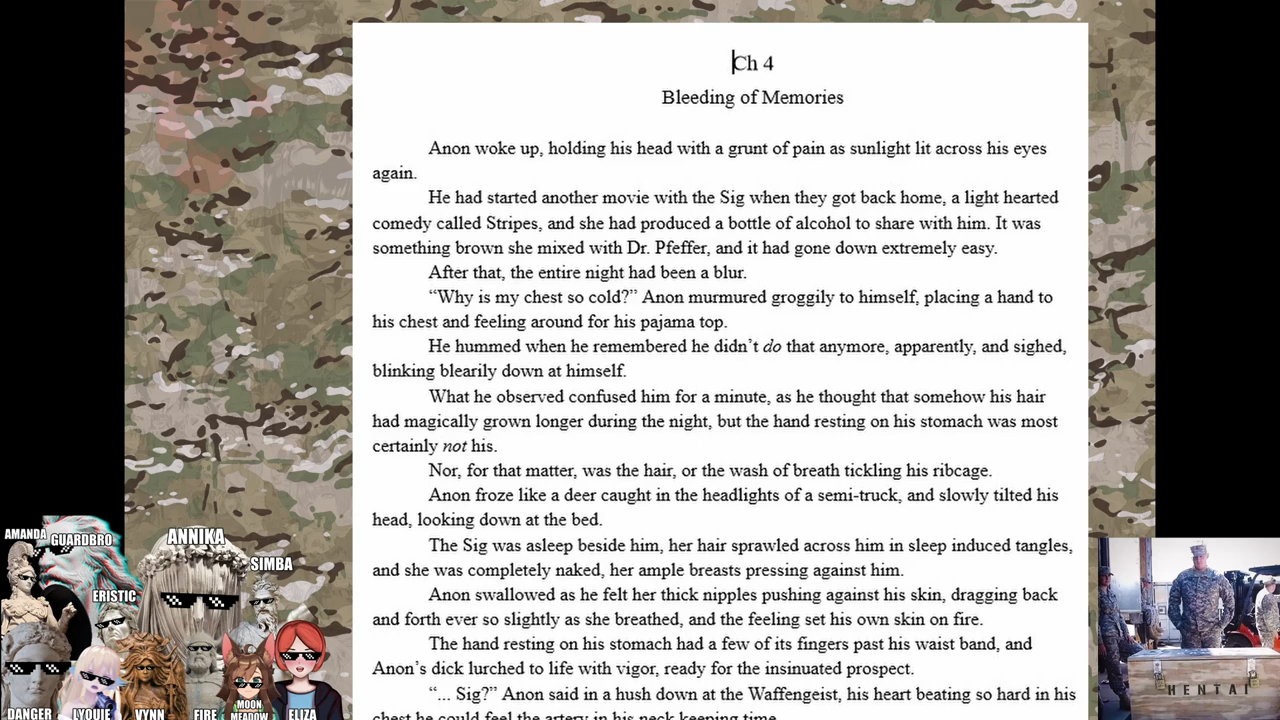 Ch 4
Bleeding of Memories
Anon woke up, holding his head with a grunt of pain as sunlight lit across his eyes
again.
He had started another movie with the Sig when they got back home, a light hearted
comedy called Stripes, and she had produced a bottle of alcohol to share with him. It was
something brown she mixed with Dr. Pfeffer, and it had gone down extremely easy.
After that, the entire night had been a blur.
“Why is my chest so cold?” Anon murmured groggily to himself, placing a hand to
his chest and feeling around for his pajama top.
He hummed when he remembered he didn’t do that anymore, apparently, and sighed,
blinking blearily down at himself.
What he observed confused him for a minute, as he thought that somehow his hair
had magically grown longer during the night, but the hand resting on his stomach was most
certainly not his.
Nor, for that matter, was the hair, or the wash of breath tickling his ribcage.
Anon froze like a deer caught in the headlights of a semi-truck, and slowly tilted his
head, looking down at the bed.
The Sig was asleep beside him, her hair sprawled across him in sleep induced tangles,
and she was completely naked, her ample breasts pressing against him.
Anon swallowed as he felt her thick nipples pushing against his skin, dragging back
and forth ever so slightly as she breathed, and the feeling set his own skin on fire.
The hand resting on his stomach had a few of its fingers past his waist band, and
Anon’s dick lurched to life with vigor, ready for the insinuated prospect.
“... Sig?” Anon said in a hush down at the Waffengeist, his heart beating so hard in his
chest he could feel the artery in his neck keeping time.
AMANDA
GUARDBRO
ANNIKA
SIMBA
ERISTIC
DANGER
LYQUIE
VYNN
FIRE
MOON
MEADOW
ELIZA
HENTAI